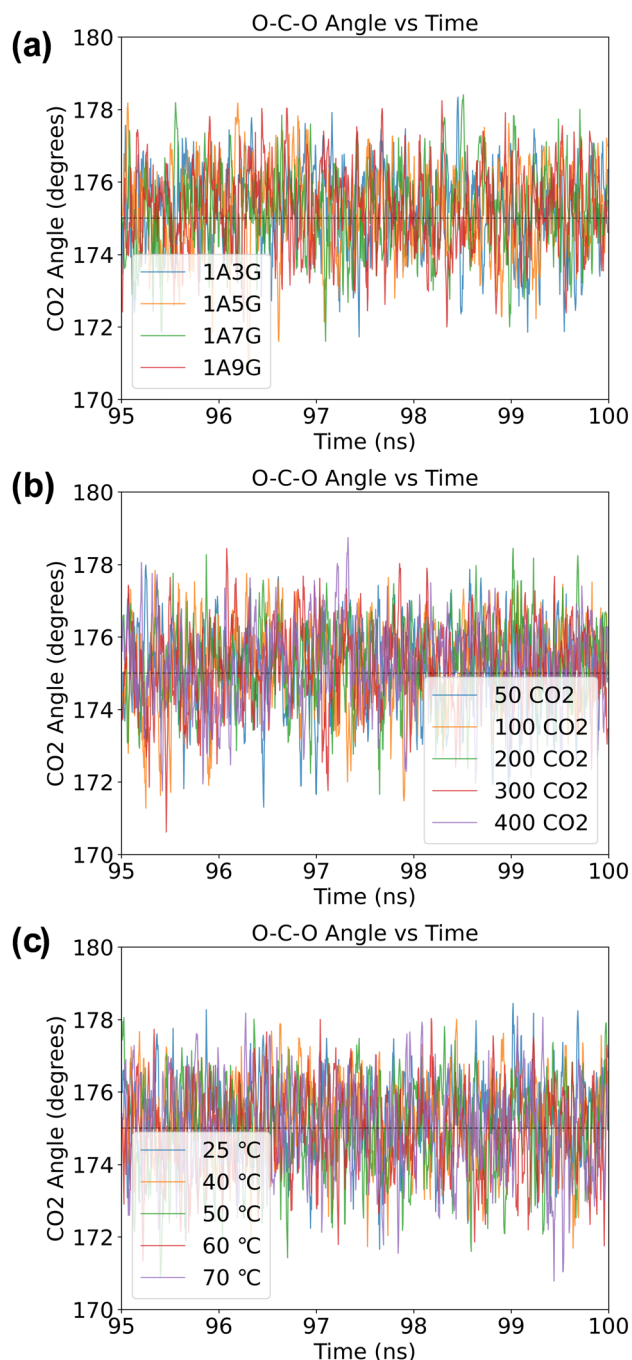 (a)
O-C-O Angle vs Time
CO2 Angle (degrees)
180
178
176
174
172
170
1A3G
1A5G
1A7G
1A9G
95 96 97 98 99 100
Time (ns)
(b)
O-C-O Angle vs Time
CO2 Angle (degrees)
180
178
176
174
172
170
50 CO2
100 CO2
200 CO2
300 CO2
400 CO2
95 96 97 98 99 100
Time (ns)
(c)
O-C-O Angle vs Time
CO2 Angle (degrees)
180
178
176
174
172
170
25 ℃
40 ℃
50 ℃
60 ℃
70 ℃
95 96 97 98 99 100
Time (ns)